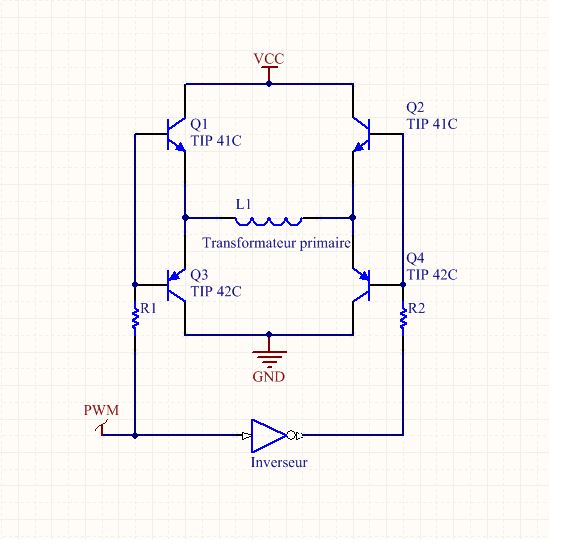 VCC
Q1
TIP 41C
Q2
TIP 41C
L1
Transformateur primaire
Q3
TIP 42C
Q4
TIP 42C
R1
R2
GND
PWM
Inverseur